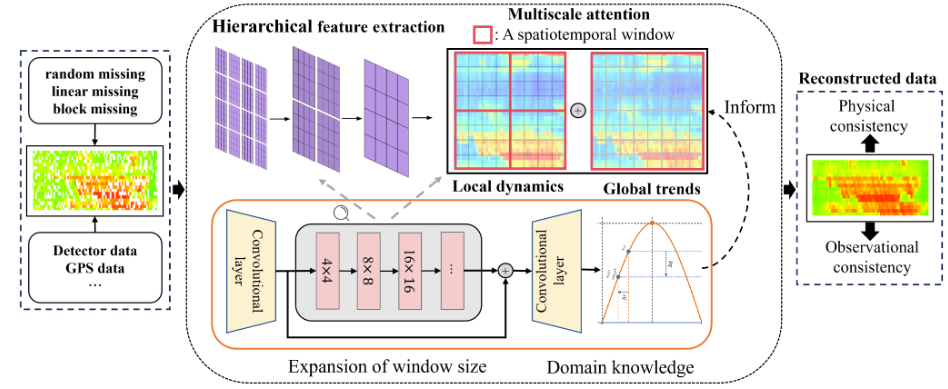 Hierarchical feature extraction
Multiscale attention
: A spatiotemporal window
random missing
linear missing
block missing
Detector data
GPS data
...
Local dynamics
Global trends
Inform
Convolutional
layer
4×4
8×8
16×16
...
Convolutional
layer
Expansion of window size
Domain knowledge
Reconstructed data
Physical
consistency
Observational
consistency